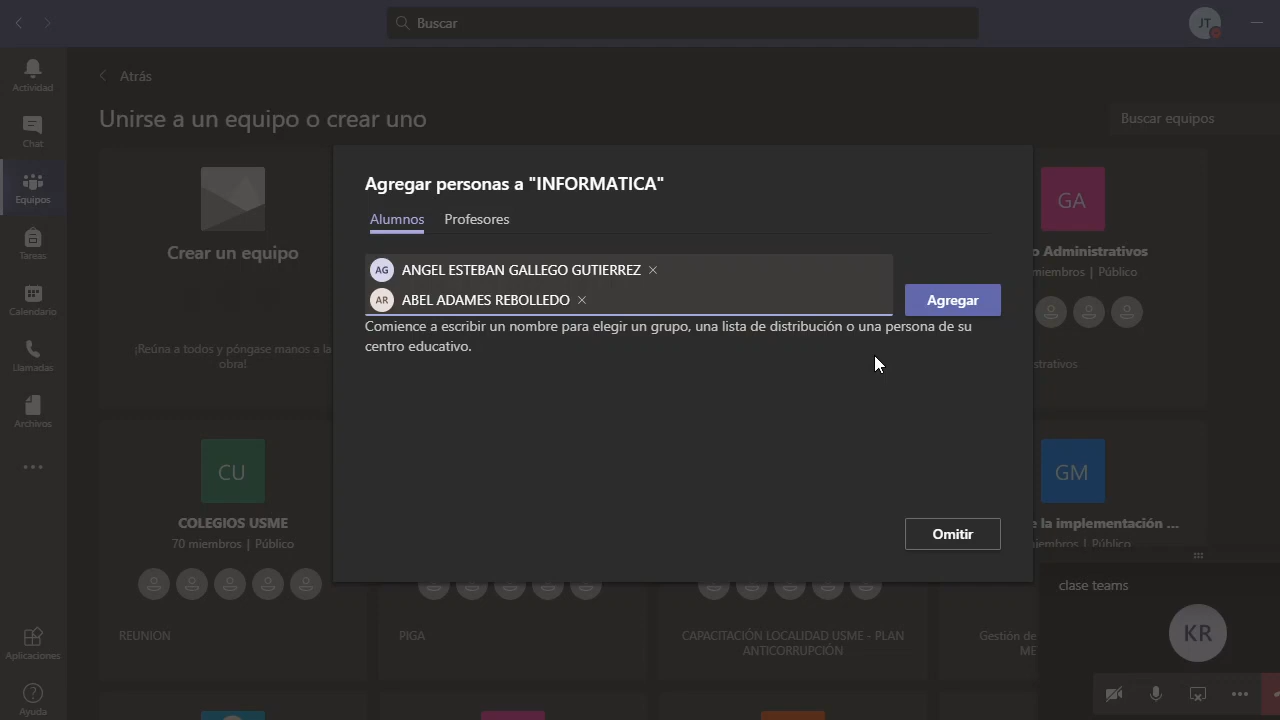 Buscar
JT
Actividad
Chat
Equipos
Tareas
Calendario
Llamadas
Archivos
Aplicaciones
Ayuda
Atrás
Unirse a un equipo o crear uno
Buscar equipos
Crear un equipo
¡Reúna a todos y póngase manos a la
obra!
Agregar personas a "INFORMATICA"
Alumnos
Profesores
AG ANGEL ESTEBAN GALLEGO GUTIERREZ
AR ABEL ADAMES REBOLLEDO
Agregar
Comience a escribir un nombre para elegir un grupo, una lista de distribución o una persona de su
centro educativo.
Omitir
GA
o Administrativos
miembros | Público
strativos
CU
COLEGIOS USME
70 miembros | Público
REUNION
PIGA
CAPACITACIÓN LOCALIDAD USME - PLAN
ANTICORRUPCIÓN
GM
e la implementación ...
iembros | Público
Gestión de
ME
clase teams
KR